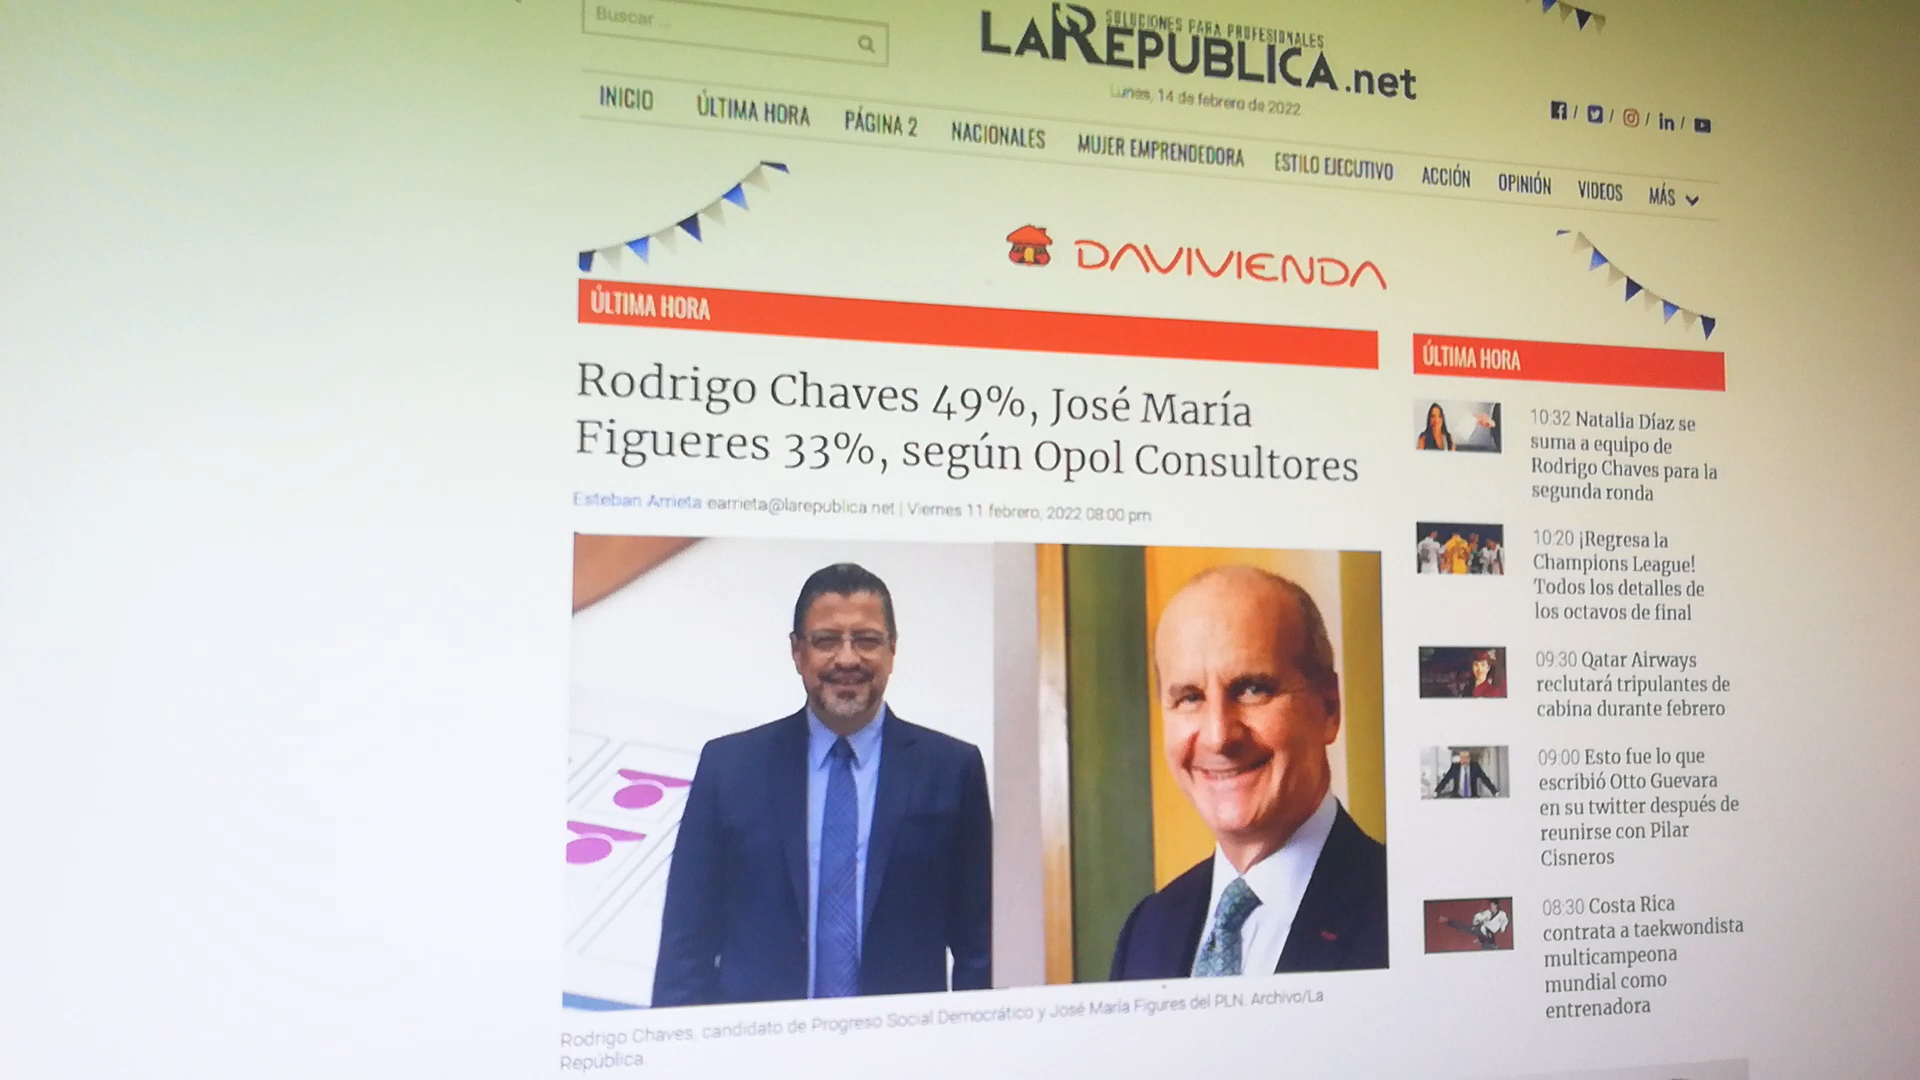 Buscar ...
SOLUCIONES PARA PROFESIONALES
LAREPUBLICA.net
Lunes, 14 de febrero de 2022
INICIO ÚLTIMA HORA PÁGINA 2 NACIONALES MUJER EMPRENDEDORA ESTILO EJECUTIVO ACCIÓN OPINIÓN VIDEOS MÁS
DAVIVIENDA
ÚLTIMA HORA
Rodrigo Chaves 49%, José María
Figueres 33%, según Opol Consultores
Esteban Arrieta earrieta@larepublica.net | Viernes 11 febrero, 2022 08:00 pm
Rodrigo Chaves, candidato de Progreso Social Democrático y José María Figures del PLN. Archivo/La
República
ÚLTIMA HORA
10:32 Natalia Díaz se
suma a equipo de
Rodrigo Chaves para la
segunda ronda
10:20 ¡Regresa la
Champions League!
Todos los detalles de
los octavos de final
09:30 Qatar Airways
reclutará tripulantes de
cabina durante febrero
09:00 Esto fue lo que
escribió Otto Guevara
en su twitter después de
reunirse con Pilar
Cisneros
08:30 Costa Rica
contrata a taekwondista
multicampeona
mundial como
entrenadora